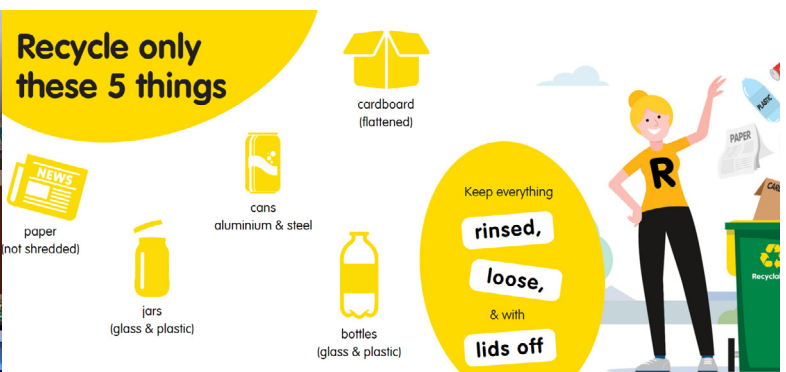 Recycle only
these 5 things
cardboard
(flattened)
NEWS
paper
(not shredded)
cans
aluminium & steel
jars
(glass & plastic)
bottles
(glass & plastic)
Keep everything
rinsed,
loose,
& with
lids off
R
PLASTIC
PAPER